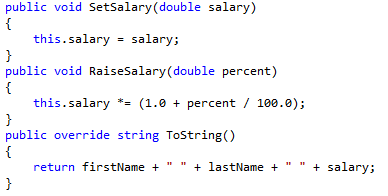 public void SetSalary(double salary)
{
    this.salary = salary;
}
public void RaiseSalary(double percent)
{
    this.salary *= (1.0 + percent / 100.0);
}
public override string ToString()
{
    return firstName + " " + lastName + " " + salary;
}